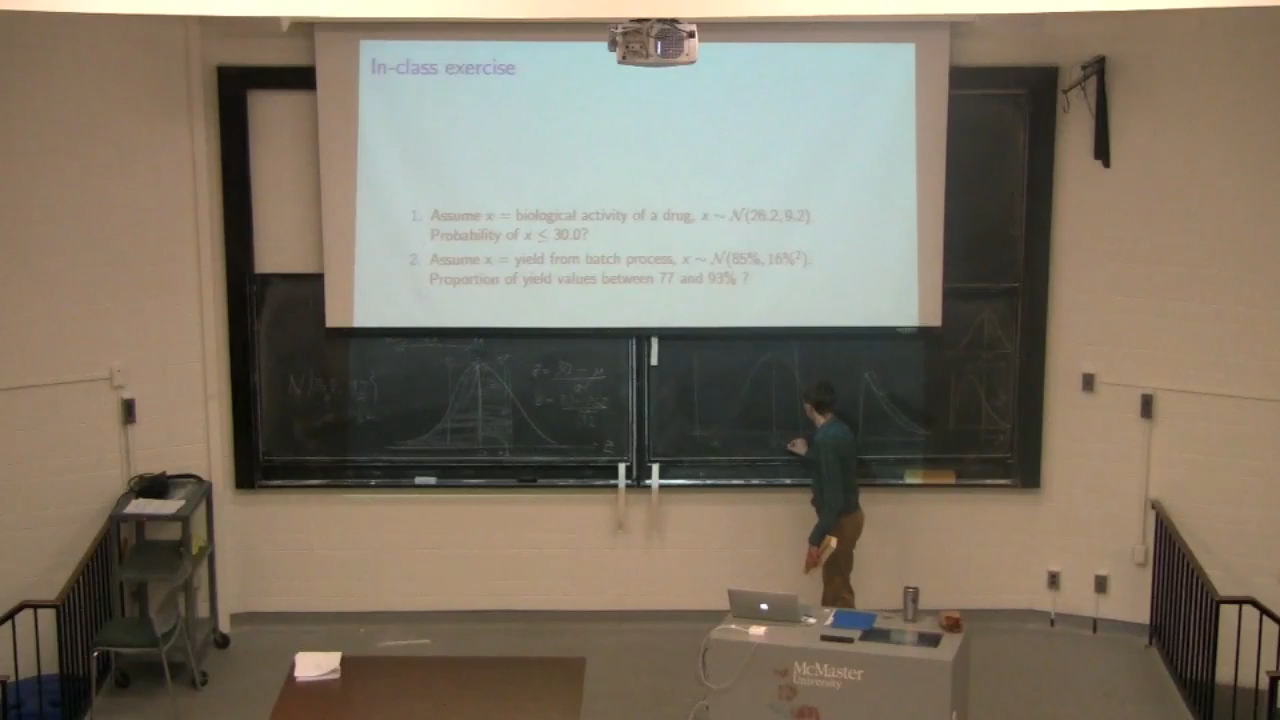 In-class exercise
1. Assume x = biological activity of a drug, x ~ N(26.2, 9.2)
Probability of x ≤ 30.0?
2. Assume x = yield from batch process, x ~ N(85%, 16%²).
Proportion of yield values between 77 and 93% ?
McMaster
University